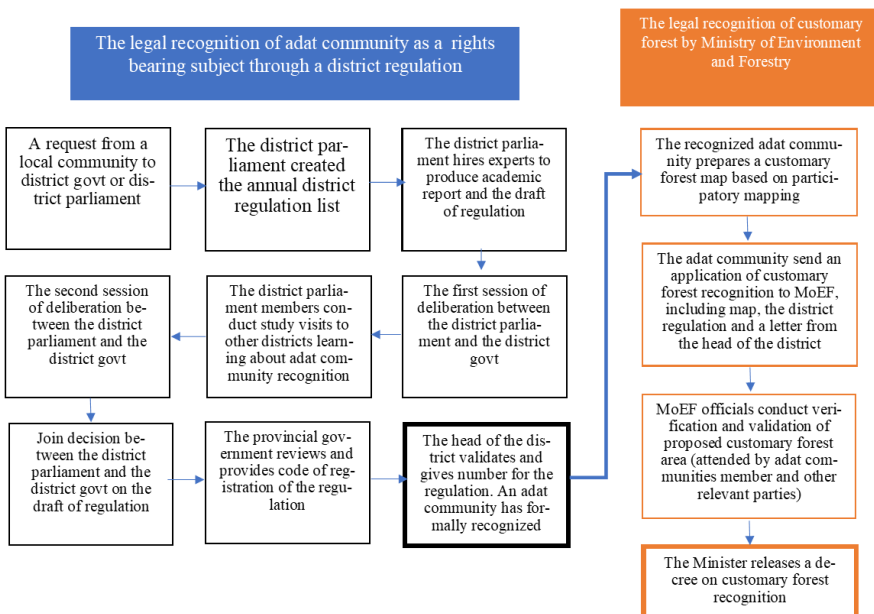 The legal recognition of adat community as a rights
bearing subject through a district regulation
The legal recognition of customary
forest by Ministry of Environment
and Forestry
A request from a
local community to
district govt or dis-
trict parliament
The district par-
liament created
the annual district
regulation list
The district parlia-
ment hires experts to
produce academic
report and the draft
of regulation
The recognized adat commu-
nity prepares a customary
forest map based on partici-
patory mapping
The second session
of deliberation be-
tween the district
parliament and the
district govt
The district parlia-
ment members con-
duct study visits to
other districts learn-
ing about adat com-
munity recognition
The first session of
deliberation between
the district parlia-
ment and the district
govt
The adat community send an
application of customary
forest recognition to MoEF,
including map, the district
regulation and a letter from
the head of the district
Join decision be-
tween the district
parliament and the
district govt on the
draft of regulation
The provincial gov-
ernment reviews and
provides code of reg-
istration of the regu-
lation
The head of the dis-
trict validates and
gives number for the
regulation. An adat
community has for-
mally recognized
MoEF officials conduct veri-
fication and validation of
proposed customary forest
area (attended by adat com-
munities member and other
relevant parties)
The Minister releases a de-
cree on customary forest
recognition